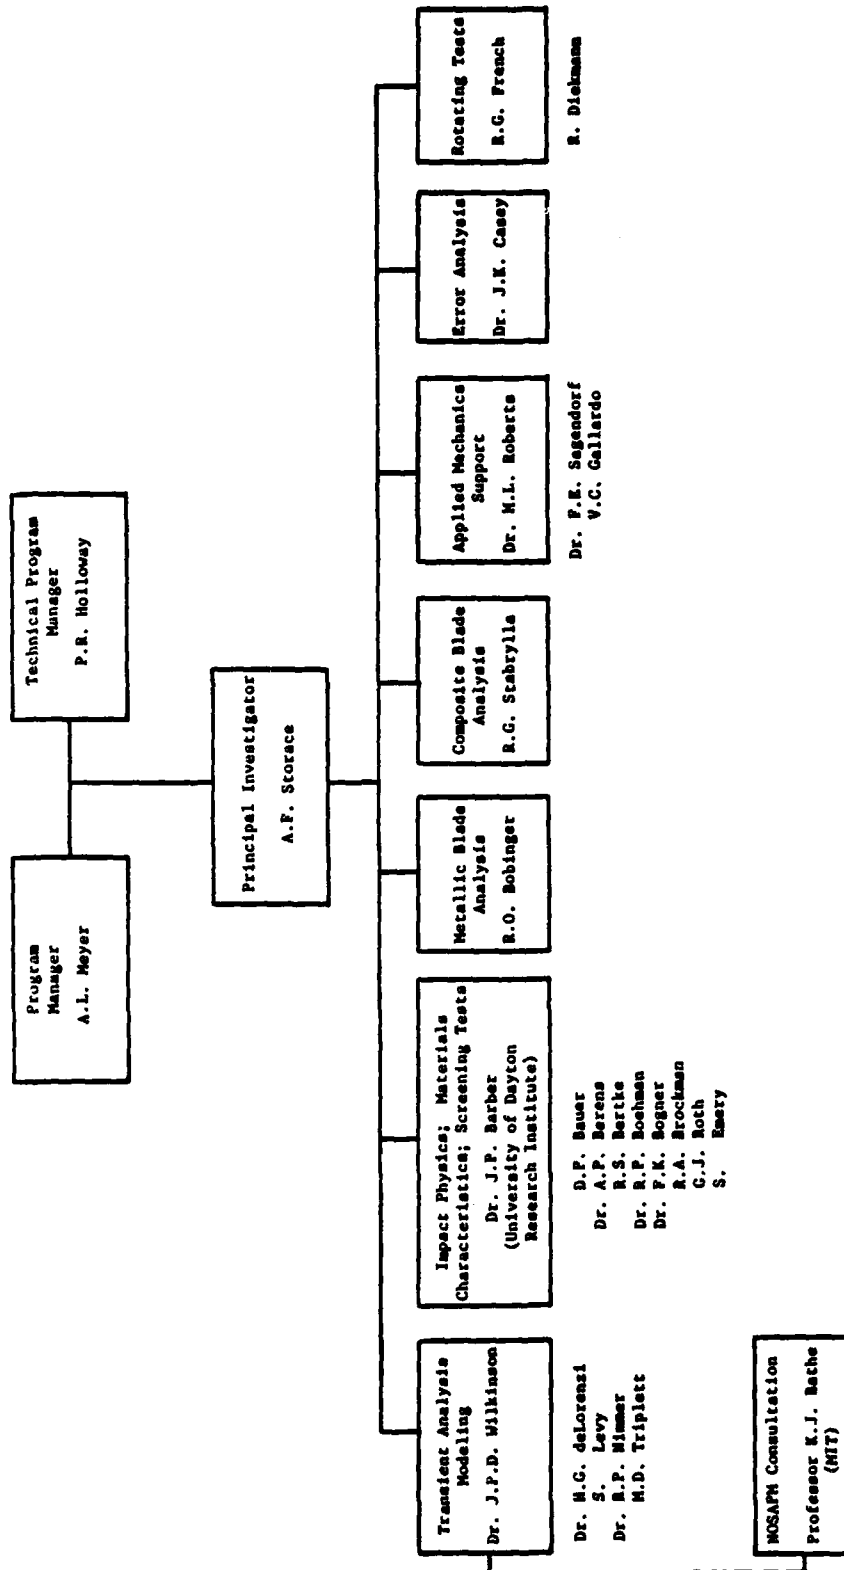 Program
Manager
A.L. Meyer
Technical Program
Manager
P.R. Holloway
Principal Investigator
A.F. Storace
Transient Analysis
Modeling
Dr. J.P.D. Wilkinson
Dr. H.G. deLorenzi
S. Levy
Dr. R.P. Nimmer
M.D. Triplett
NOSAPM Consultation
Professor K.J. Bathe
(MIT)
Impact Physics; Materials
Characteristics; Screening Tests
Dr. J.P. Barber
(University of Dayton
Research Institute)
D.P. Bauer
Dr. A.P. Berens
R.S. Bertke
Dr. R.P. Boehman
Dr. F.K. Bogner
R.A. Brockman
G.J. Roth
S. Emery
Metallic Blade
Analysis
R.O. Bobinger
Composite Blade
Analysis
R.G. Stabrylla
Applied Mechanics
Support
Dr. M.L. Roberts
Dr. F.K. Sagendorf
V.C. Gallardo
Error Analysis
Dr. J.K. Casey
Rotating Tests
R.G. French
R. Diekmann